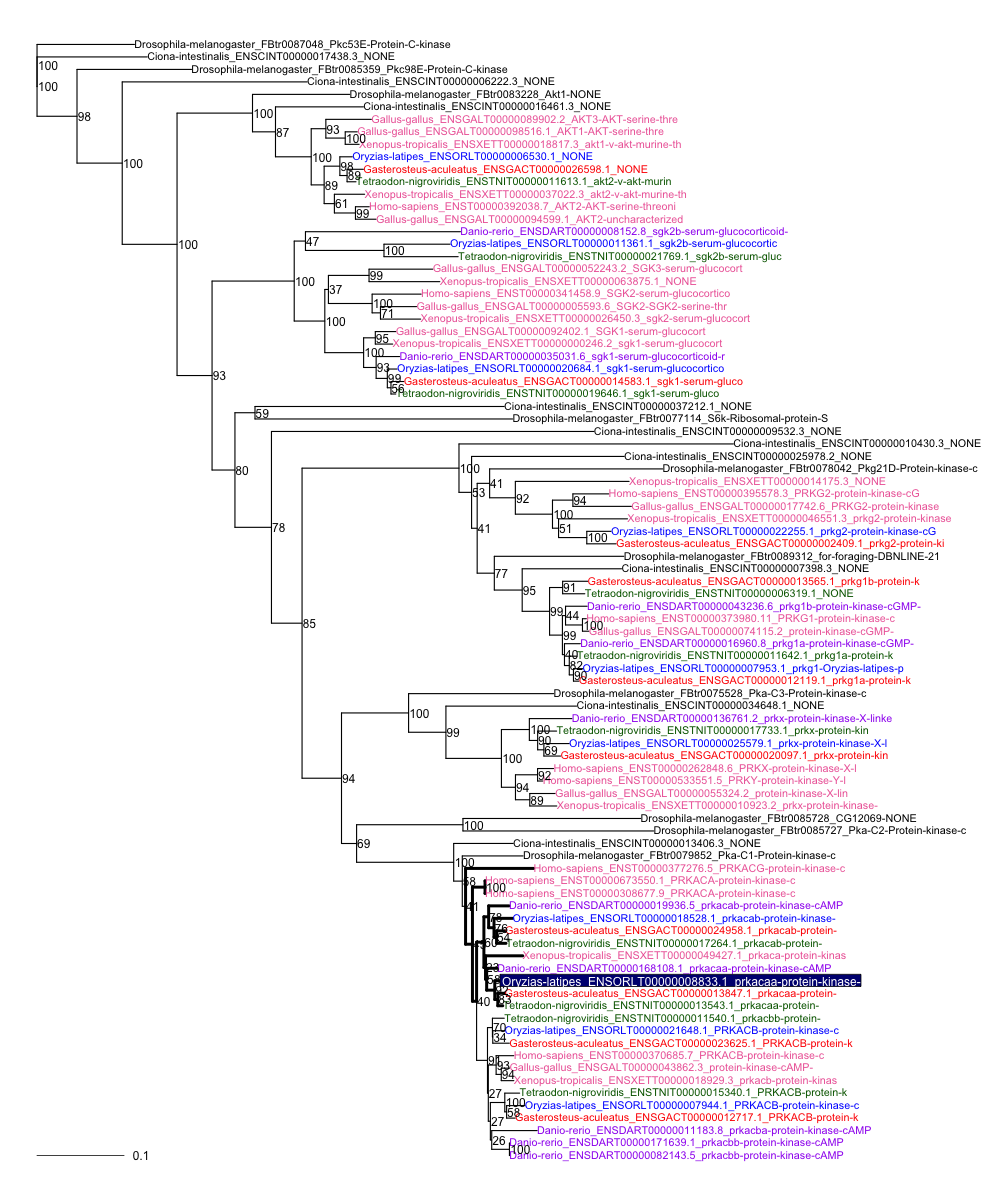 Drosophila-melanogaster_FBtr0087048_Pkc53E-Protein-C-kinase
Ciona-intestinalis_ENSCINT00000017438.3_NONE
100
Drosophila-melanogaster_FBtr0085359_Pkc98E-Protein-C-kinase
Ciona-intestinalis_ENSCINT00000006222.3_NONE
100
Drosophila-melanogaster_FBtr0083228_Akt1-NONE
Ciona-intestinalis_ENSCINT00000016461.3_NONE
100
98
Gallus-gallus_ENSGALT00000089902.2_AKT3-AKT-serine-thre
93
87
Gallus-gallus_ENSGALT00000098516.1_AKT1-AKT-serine-thre
100
Xenopus-tropicalis_ENSXETT00000018817.3_akt1-v-akt-murine-th
100
100
Oryzias-latipes_ENSORLT00000006530.1_NONE
98
Gasterosteus-aculeatus_ENSGACT00000026598.1_NONE
89
Tetraodon-nigroviridis_ENSTNIT00000011613.1_akt2-v-akt-murin
89
Xenopus-tropicalis_ENSXETT00000037022.3_akt2-v-akt-murine-th
61
Homo-sapiens_ENST00000392038.7_AKT2-AKT-serine-threoni
99
Gallus-gallus_ENSGALT00000094599.1_AKT2-uncharacterized
Danio-rerio_ENSDART00000008152.8_sgk2b-serum-glucocorticoid-
100
47
Oryzias-latipes_ENSORLT00000011361.1_sgk2b-serum-glucocortic
100
Tetraodon-nigroviridis_ENSTNIT00000021769.1_sgk2b-serum-gluc
Gallus-gallus_ENSGALT00000052243.2_SGK3-serum-glucocort
99
Xenopus-tropicalis_ENSXETT00000063875.1_NONE
100
37
Homo-sapiens_ENST00000341458.9_SGK2-serum-glucocortico
100
Gallus-gallus_ENSGALT00000005593.6_SGK2-SGK2-serine-thr
71
Xenopus-tropicalis_ENSXETT00000026450.3_sgk2-serum-glucocort
100
Gallus-gallus_ENSGALT00000092402.1_SGK1-serum-glucocort
95
Xenopus-tropicalis_ENSXETT00000000246.2_sgk1-serum-glucocort
100
Danio-rerio_ENSDART00000035031.6_sgk1-serum-glucocorticoid-r
93
Oryzias-latipes_ENSORLT00000020684.1_sgk1-serum-glucocortico
93
99
Gasterosteus-aculeatus_ENSGACT00000014583.1_sgk1-serum-gluco
56
Tetraodon-nigroviridis_ENSTNIT00000019646.1_sgk1-serum-gluco
Ciona-intestinalis_ENSCINT00000037212.1_NONE
59
Drosophila-melanogaster_FBtr0077114_S6k-Ribosomal-protein-S
Ciona-intestinalis_ENSCINT00000009532.3_NONE
Ciona-intestinalis_ENSCINT00000010430.3_NONE
Ciona-intestinalis_ENSCINT00000025978.2_NONE
80
100
Drosophila-melanogaster_FBtr0078042_Pkg21D-Protein-kinase-c
41
Xenopus-tropicalis_ENSXETT00000014175.3_NONE
53
Homo-sapiens_ENST00000395578.3_PRKG2-protein-kinase-cG
92
94
Gallus-gallus_ENSGALT00000017742.6_PRKG2-protein-kinase
100
Xenopus-tropicalis_ENSXETT00000046551.3_prkg2-protein-kinase
78
41
51
Oryzias-latipes_ENSORLT00000022255.1_prkg2-protein-kinase-cG
100
Gasterosteus-aculeatus_ENSGACT00000002409.1_prkg2-protein-ki
Drosophila-melanogaster_FBtr0089312_for-foraging-DBNLINE-21
77
Ciona-intestinalis_ENSCINT00000007398.3_NONE
Gasterosteus-aculeatus_ENSGACT00000013565.1_prkg1b-protein-k
95
91
Tetraodon-nigroviridis_ENSTNIT00000006319.1_NONE
99
Danio-rerio_ENSDART00000043236.6_prkg1b-protein-kinase-cGMP-
44
Homo-sapiens_ENST00000373980.11_PRKG1-protein-kinase-c
85
100
Gallus-gallus_ENSGALT00000074115.2_protein-kinase-cGMP-
99
Danio-rerio_ENSDART00000016960.8_prkg1a-protein-kinase-cGMP-
40
Tetraodon-nigroviridis_ENSTNIT00000011642.1_prkg1a-protein-k
82
Oryzias-latipes_ENSORLT00000007953.1_prkg1-Oryzias-latipes-p
90
Gasterosteus-aculeatus_ENSGACT00000012119.1_prkg1a-protein-k
Drosophila-melanogaster_FBtr0075528_Pka-C3-Protein-kinase-c
Ciona-intestinalis_ENSCINT00000034648.1_NONE
100
Danio-rerio_ENSDART00000136761.2_prkx-protein-kinase-X-linke
99
100
Tetraodon-nigroviridis_ENSTNIT00000017733.1_prkx-protein-kin
90
Oryzias-latipes_ENSORLT00000025579.1_prkx-protein-kinase-X-l
69
Gasterosteus-aculeatus_ENSGACT00000020097.1_prkx-protein-kin
100
Homo-sapiens_ENST00000262848.6_PRKX-protein-kinase-X-l
92
94
Homo-sapiens_ENST00000533551.5_PRKY-protein-kinase-Y-l
94
Gallus-gallus_ENSGALT00000055324.2_protein-kinase-X-lin
89
Xenopus-tropicalis_ENSXETT00000010923.2_prkx-protein-kinase-
Drosophila-melanogaster_FBtr0085728_CG12069-NONE
100
Drosophila-melanogaster_FBtr0085727_Pka-C2-Protein-kinase-c
69
Ciona-intestinalis_ENSCINT00000013406.3_NONE
Drosophila-melanogaster_FBtr0079852_Pka-C1-Protein-kinase-c
100
Homo-sapiens_ENST00000377276.5_PRKACG-protein-kinase-c
58
Homo-sapiens_ENST00000673550.1_PRKACA-protein-kinase-c
100
Homo-sapiens_ENST00000308677.9_PRKACA-protein-kinase-c
41
Danio-rerio_ENSDART00000019936.5_prkacab-protein-kinase-cAMP
78
Oryzias-latipes_ENSORLT00000018528.1_prkacab-protein-kinase-
76
Gasterosteus-aculeatus_ENSGACT00000024958.1_prkacab-protein-
64
Tetraodon-nigroviridis_ENSTNIT00000017264.1_prkacab-protein-
60
Xenopus-tropicalis_ENSXETT00000049427.1_prkaca-protein-kinas
Danio-rerio_ENSDART00000168108.1_prkacaa-protein-kinase-cAMP
Oryzias-latipes_ENSORLT00000008833.1_prkacaa-protein-kinase-
Gasterosteus-aculeatus_ENSGACT00000013847.1_prkacaa-protein-
40
Tetraodon-nigroviridis_ENSTNIT00000013543.1_prkacaa-protein-
Tetraodon-nigroviridis_ENSTNIT00000011540.1_prkacbb-protein-
70
Oryzias-latipes_ENSORLT00000021648.1_PRKACB-protein-kinase-c
34
Gasterosteus-aculeatus_ENSGACT00000023625.1_PRKACB-protein-k
Homo-sapiens_ENST00000370685.7_PRKACB-protein-kinase-c
93
Gallus-gallus_ENSGALT00000043862.3_protein-kinase-cAMP-
94
Xenopus-tropicalis_ENSXETT00000018929.3_prkacb-protein-kinas
27
Tetraodon-nigroviridis_ENSTNIT00000015340.1_PRKACB-protein-k
100
Oryzias-latipes_ENSORLT00000007944.1_PRKACB-protein-kinase-c
58
Gasterosteus-aculeatus_ENSGACT00000012717.1_PRKACB-protein-k
27
Danio-rerio_ENSDART00000011183.8_prkacba-protein-kinase-cAMP
26
Danio-rerio_ENSDART00000171639.1_prkacbb-protein-kinase-cAMP
100
Danio-rerio_ENSDART00000082143.5_prkacbb-protein-kinase-cAMP
0.1